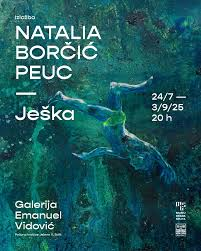 Izložba
NATALIA
BORČIĆ
PEUC
—
Ješka
24/7 —
3/9/25
20 h
Galerija
Emanuel
Vidović